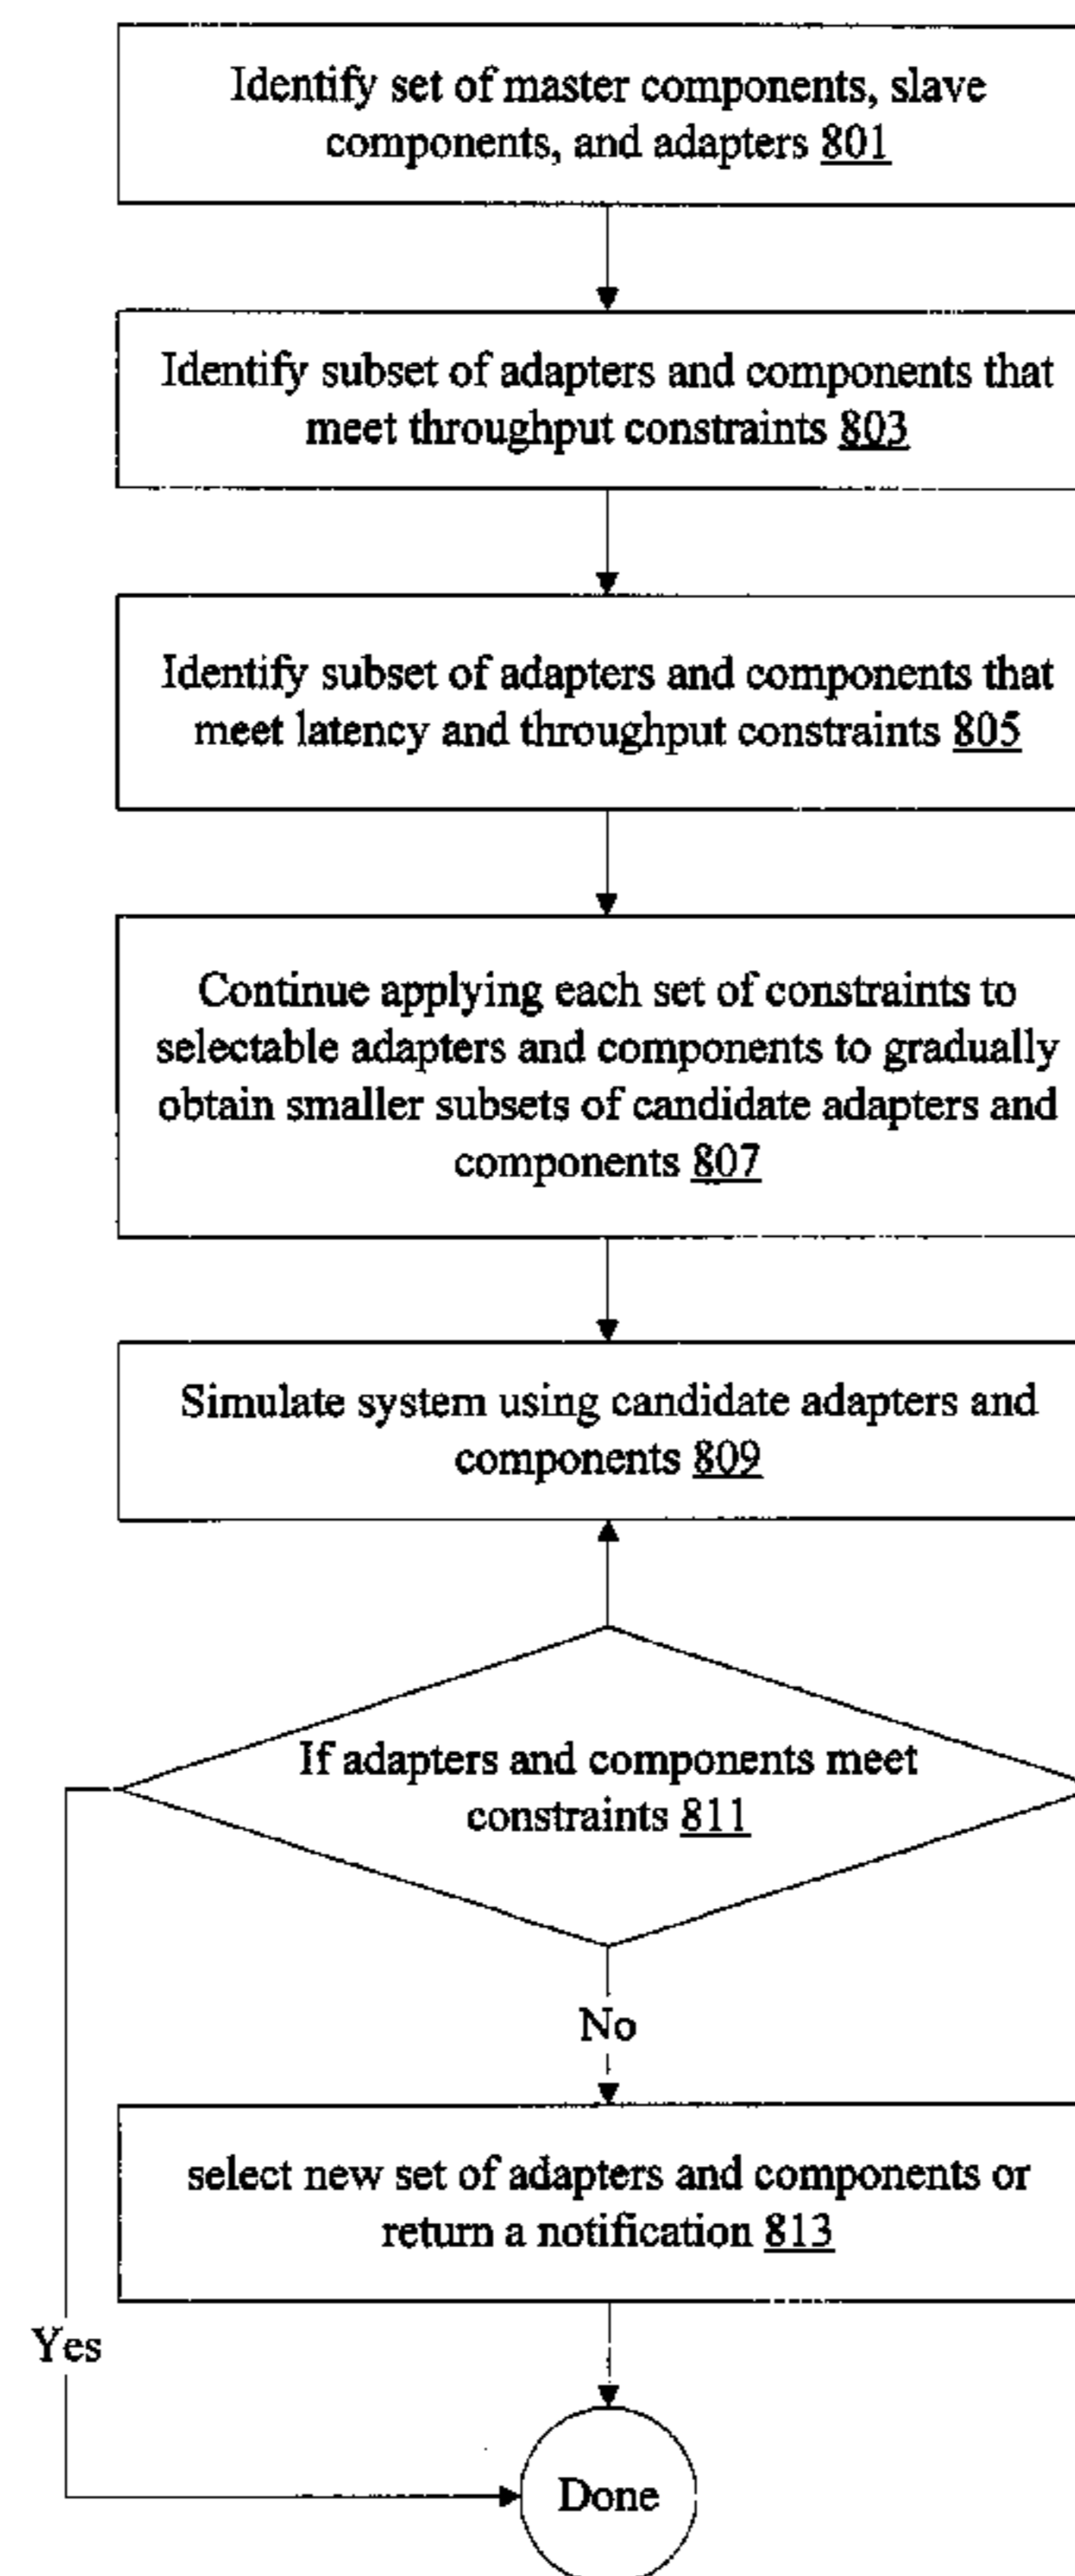 Identify set of master components, slave
components, and adapters 801
Identify subset of adapters and components that
meet throughput constraints 803
Identify subset of adapters and components that
meet latency and throughput constraints 805
Continue applying each set of constraints to
selectable adapters and components to gradually
obtain smaller subsets of candidate adapters and
components 807
Simulate system using candidate adapters and
components 809
If adapters and components meet
constraints 811
No
select new set of adapters and components or
return a notification 813
Yes
Done